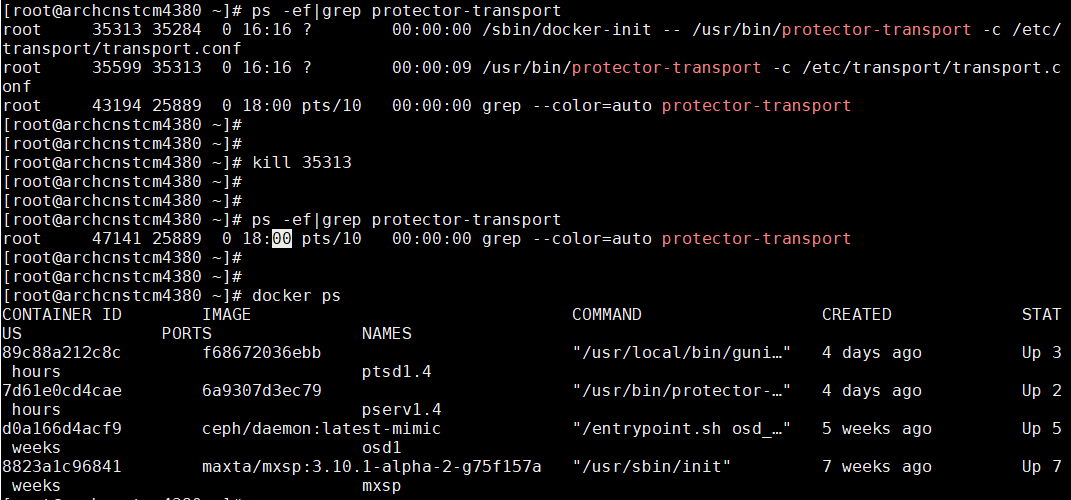 [root@archcnstcm4380 ~]# ps -ef|grep protector-transport
root     35313 35284  0 16:16 ?        00:00:00 /sbin/docker-init -- /usr/bin/protector-transport -c /etc/
transport/transport.conf
root     35599 35313  0 16:16 ?        00:00:09 /usr/bin/protector-transport -c /etc/transport/transport.c
onf
root     43194 25889  0 18:00 pts/10   00:00:00 grep --color=auto protector-transport
[root@archcnstcm4380 ~]#
[root@archcnstcm4380 ~]#
[root@archcnstcm4380 ~]# kill 35313
[root@archcnstcm4380 ~]#
[root@archcnstcm4380 ~]#
[root@archcnstcm4380 ~]# ps -ef|grep protector-transport
root     47141 25889  0 18:00 pts/10   00:00:00 grep --color=auto protector-transport
[root@archcnstcm4380 ~]#
[root@archcnstcm4380 ~]#
[root@archcnstcm4380 ~]# docker ps
CONTAINER ID        IMAGE                                COMMAND                  CREATED             STAT
US              PORTS               NAMES
89c88a212c8c        f68672036ebb                         "/usr/local/bin/guni…"   4 days ago          Up 3
 hours                              ptsd1.4
7d61e0cd4cae        6a9307d3ec79                         "/usr/bin/protector-…"   4 days ago          Up 2
 hours                              pserv1.4
d0a166d4acf9        ceph/daemon:latest-mimic             "/entrypoint.sh osd_…"   5 weeks ago         Up 5
 weeks                              osd1
8823a1c96841        maxta/mxsp:3.10.1-alpha-2-g75f157a   "/usr/sbin/init"         7 weeks ago         Up 7
 weeks                              mxsp
[root@archcnstcm4380 ~]#